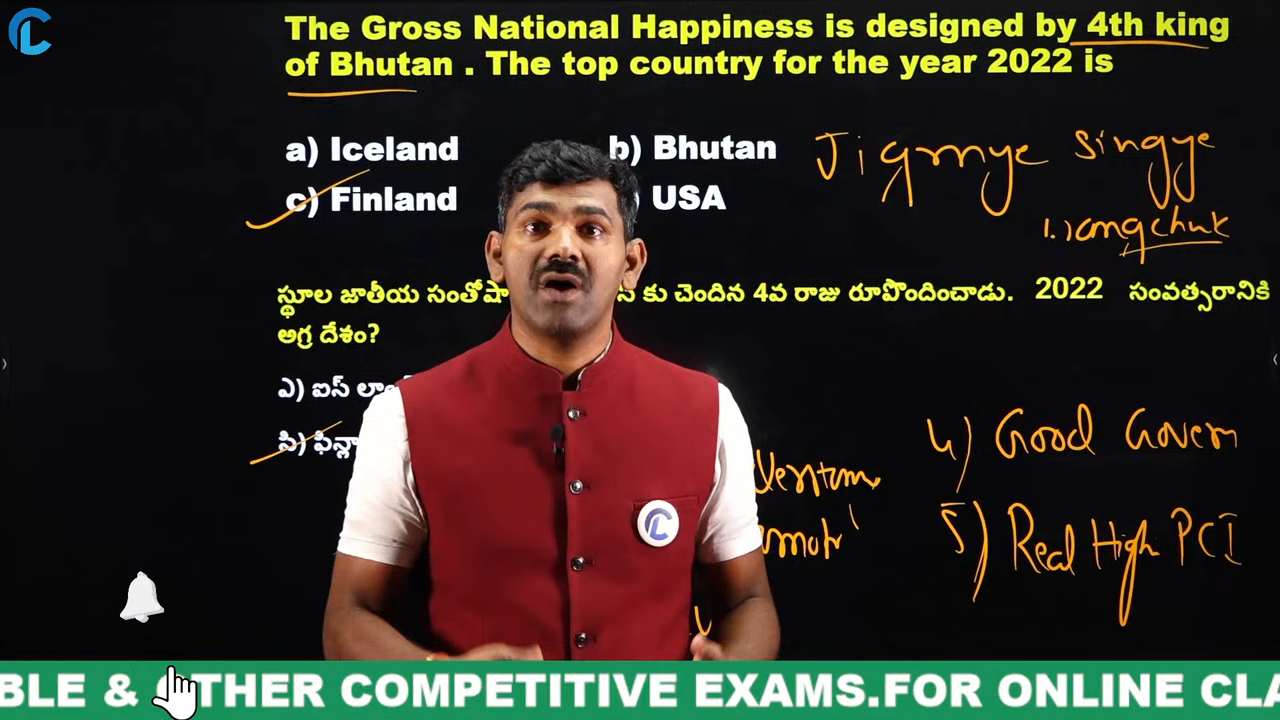 The Gross National Happiness is designed by 4th king
of Bhutan . The top country for the year 2022 is
a) Iceland b) Bhutan
c) Finland ) USA
Jigmye Singye
Wangchuk
స్థూల జాతీయ సంతోషా కు చెందిన 4వ రాజు రూపొందించాడు. 2022 సంవత్సరానికి
అగ్ర దేశం?
ఎ) ఐస్ లాం
సి) ఫిన్లా
4) Good Govern
5) Real High PCI
BLE & OTHER COMPETITIVE EXAMS.FOR ONLINE CLA